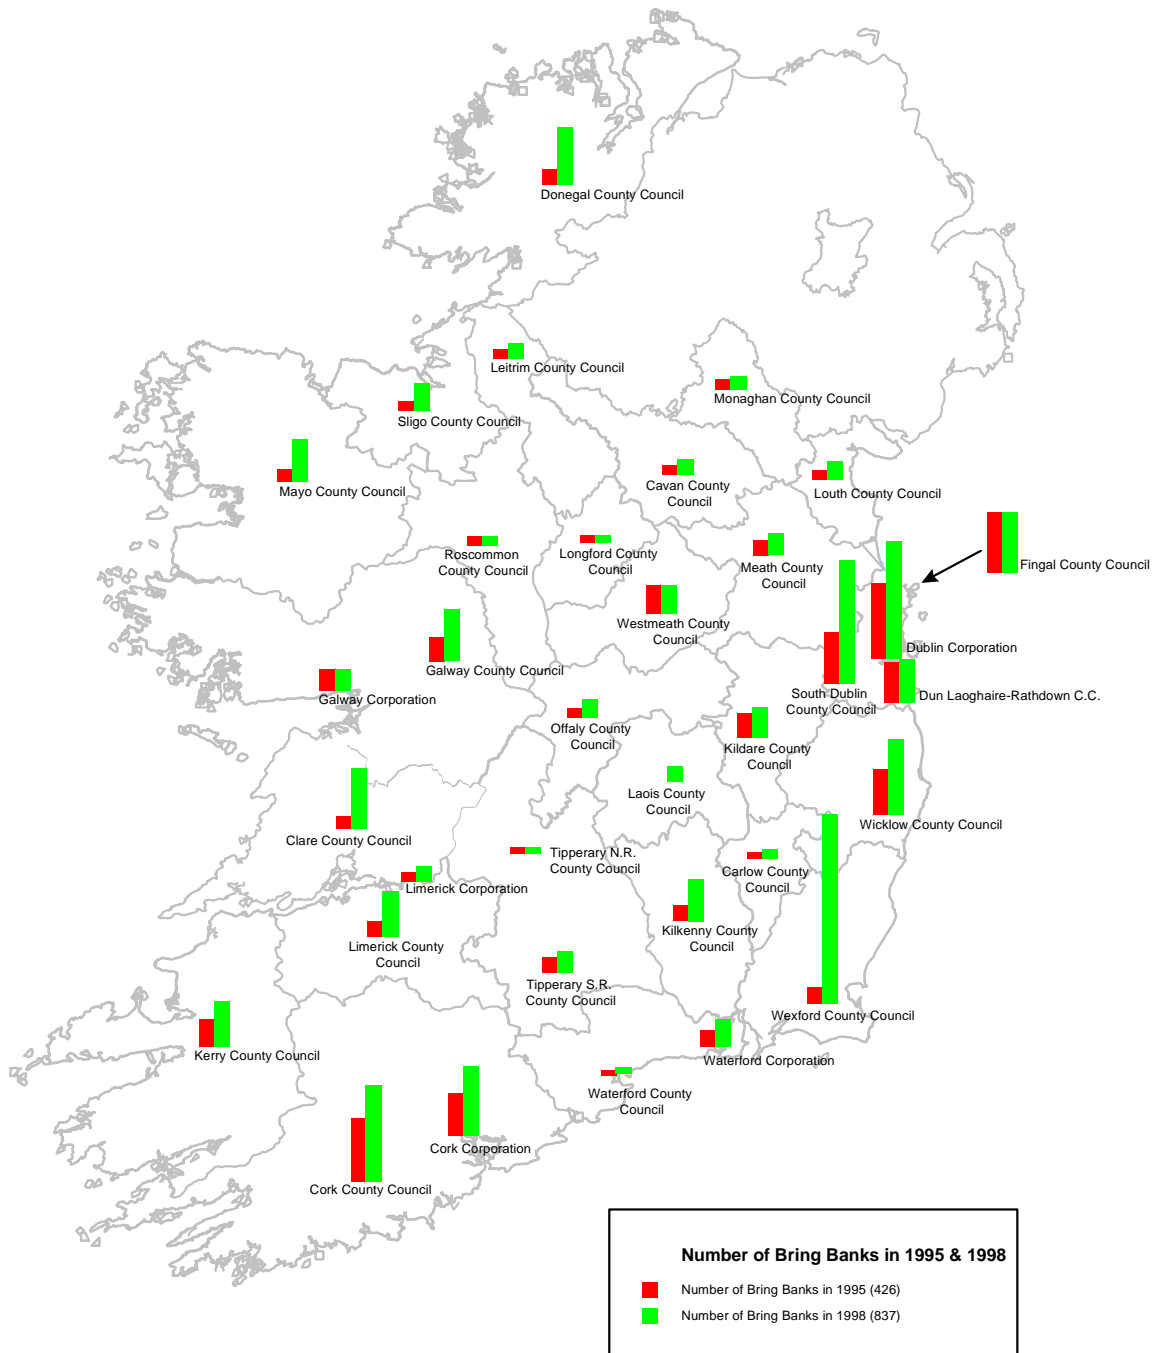 Donegal County Council
Leitrim County Council
Monaghan County Council
Sligo County Council
Cavan County
Council
Louth County Council
Mayo County Council
Roscommon
County Council
Longford County
Council
Meath County
Council
Fingal County Council
Westmeath County
Council
Dublin Corporation
Galway County Council
South Dublin
County Council
Dun Laoghaire-Rathdown C.C.
Galway Corporation
Offaly County
Council
Kildare County
Council
Laois County
Council
Wicklow County Council
Clare County Council
Tipperary N.R.
County Council
Carlow County
Council
Limerick Corporation
Kilkenny County
Council
Limerick County
Council
Tipperary S.R.
County Council
Wexford County Council
Kerry County Council
Waterford Corporation
Waterford County
Council
Cork Corporation
Cork County Council
Number of Bring Banks in 1995 & 1998
Number of Bring Banks in 1995 (426)
Number of Bring Banks in 1998 (837)